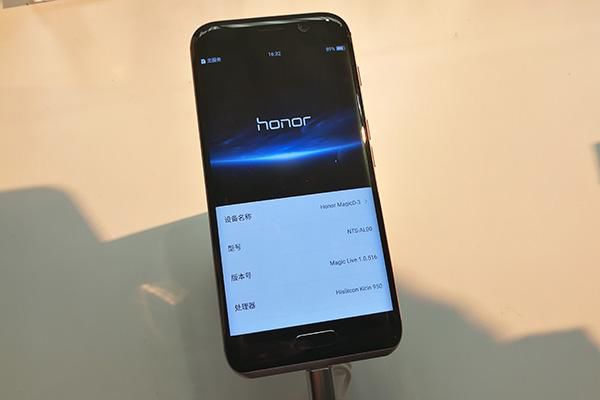 无服务 16:32 89%
honor
设备名称 Honor Magic0-3
型号 NTS-AL00
版本号 Magic Live.1.0.516
处理器 Hisilicon Kirin 950